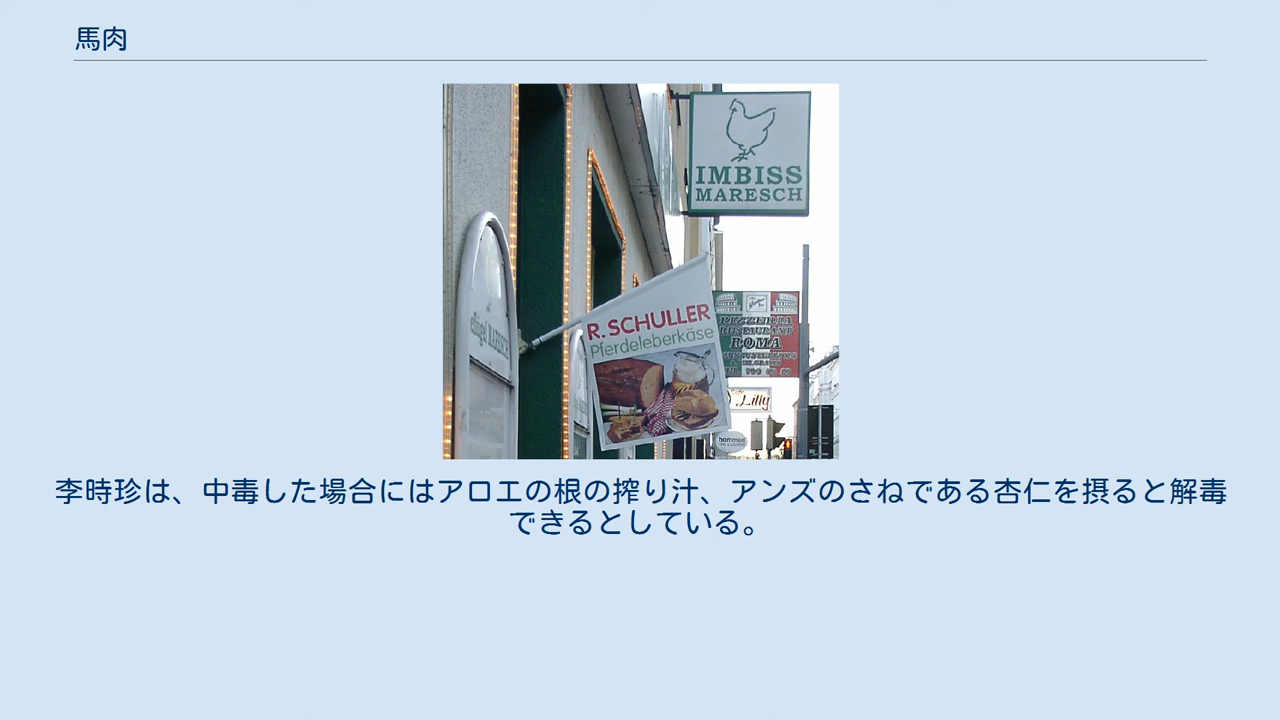 馬肉
IMBISS
MARESCH
R. SCHULLER
Pferdeleberkäse
PIZZERIA
RESTAURANT
ROMA
Lilly
李時珍は、中毒した場合にはアロエの根の搾り汁、アンズのさねである杏仁を摂ると解毒
できるとしている。